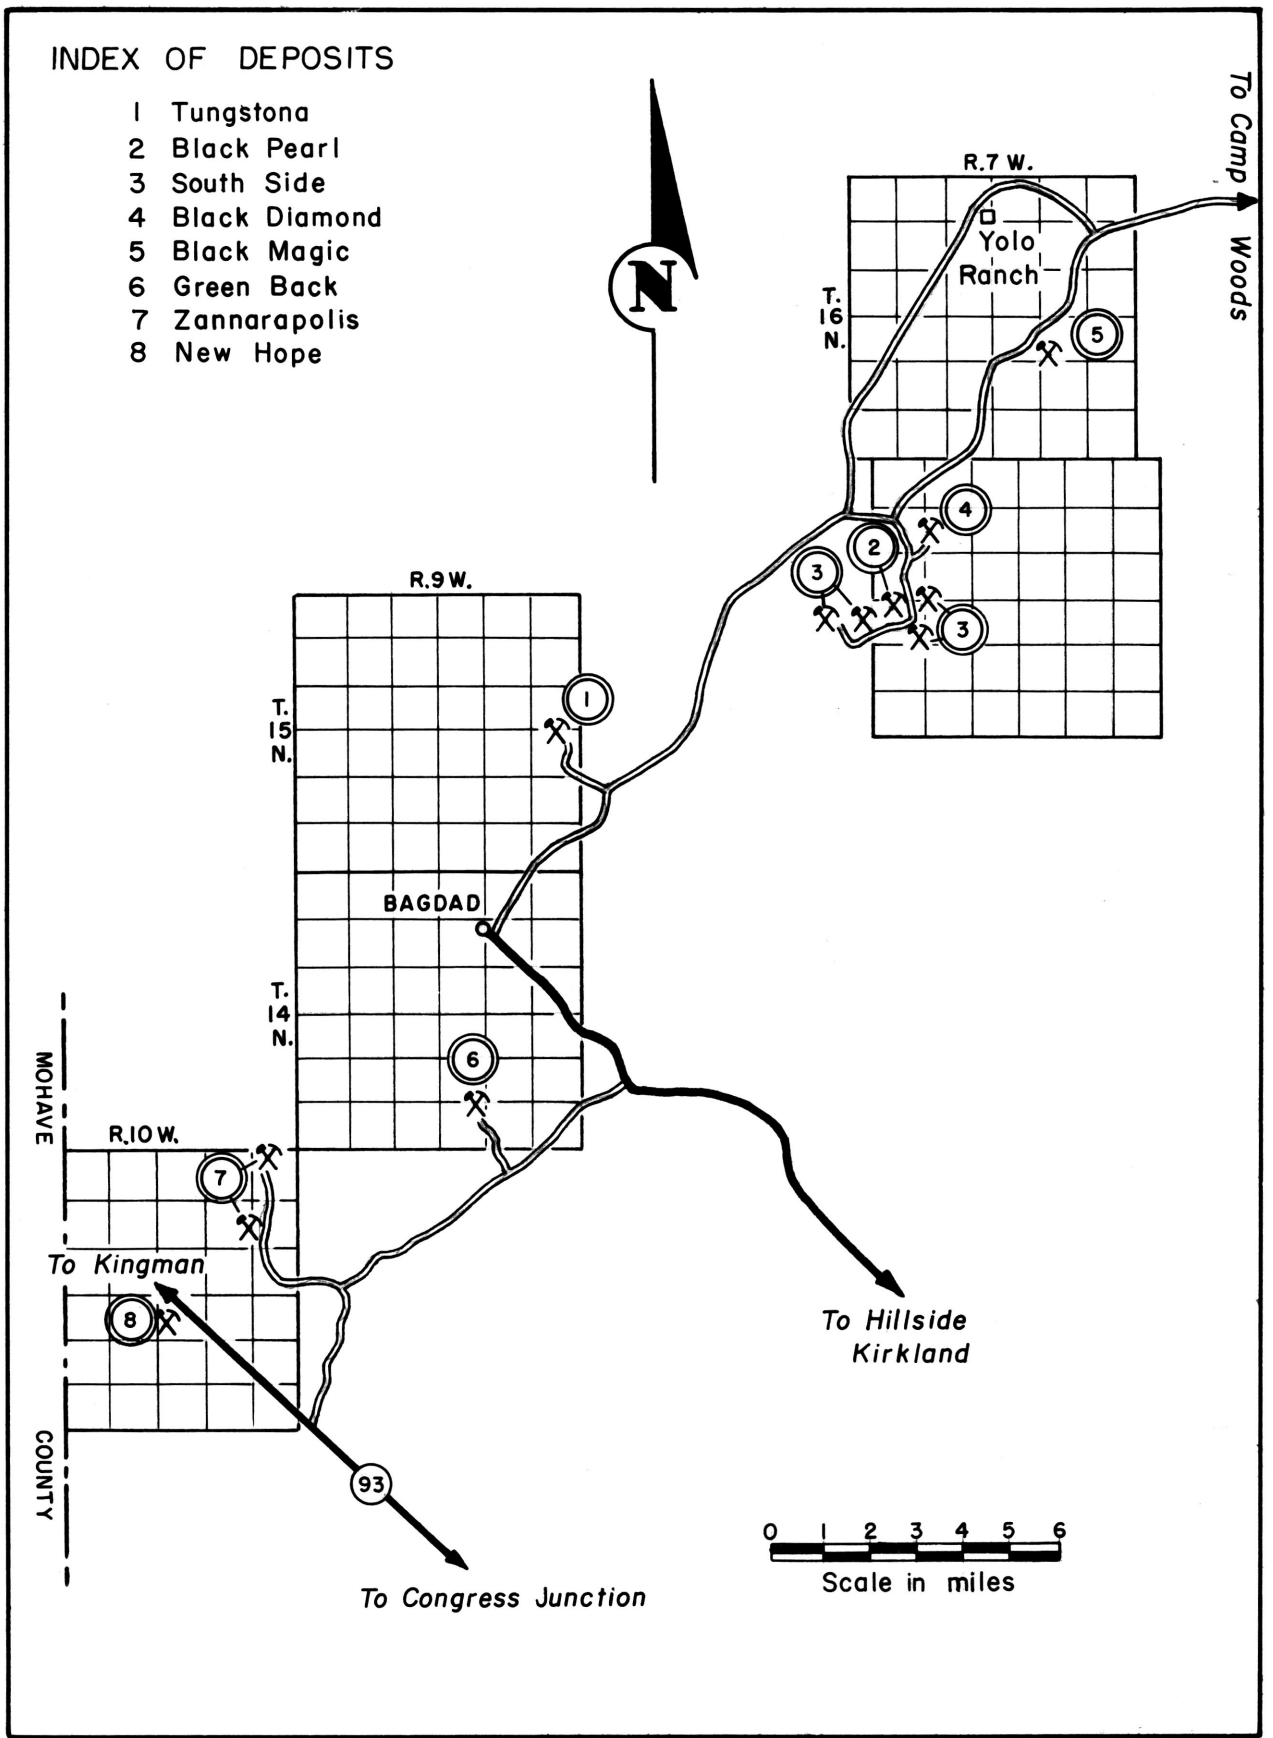 INDEX OF DEPOSITS
1 Tungstona
2 Black Pearl
3 South Side
4 Black Diamond
5 Black Magic
6 Green Back
7 Zannarapolis
8 New Hope
N
To Camp Woods
R.7 W.
Yolo
Ranch
T.
16
N.
5
4
2
3
3
R.9 W.
1
T.
15
N.
BAGDAD
T.
14
N.
6
MOHAVE COUNTY
R.10 W.
7
To Kingman
8
To Hillside
Kirkland
93
To Congress Junction
0 1 2 3 4 5 6
Scale in miles